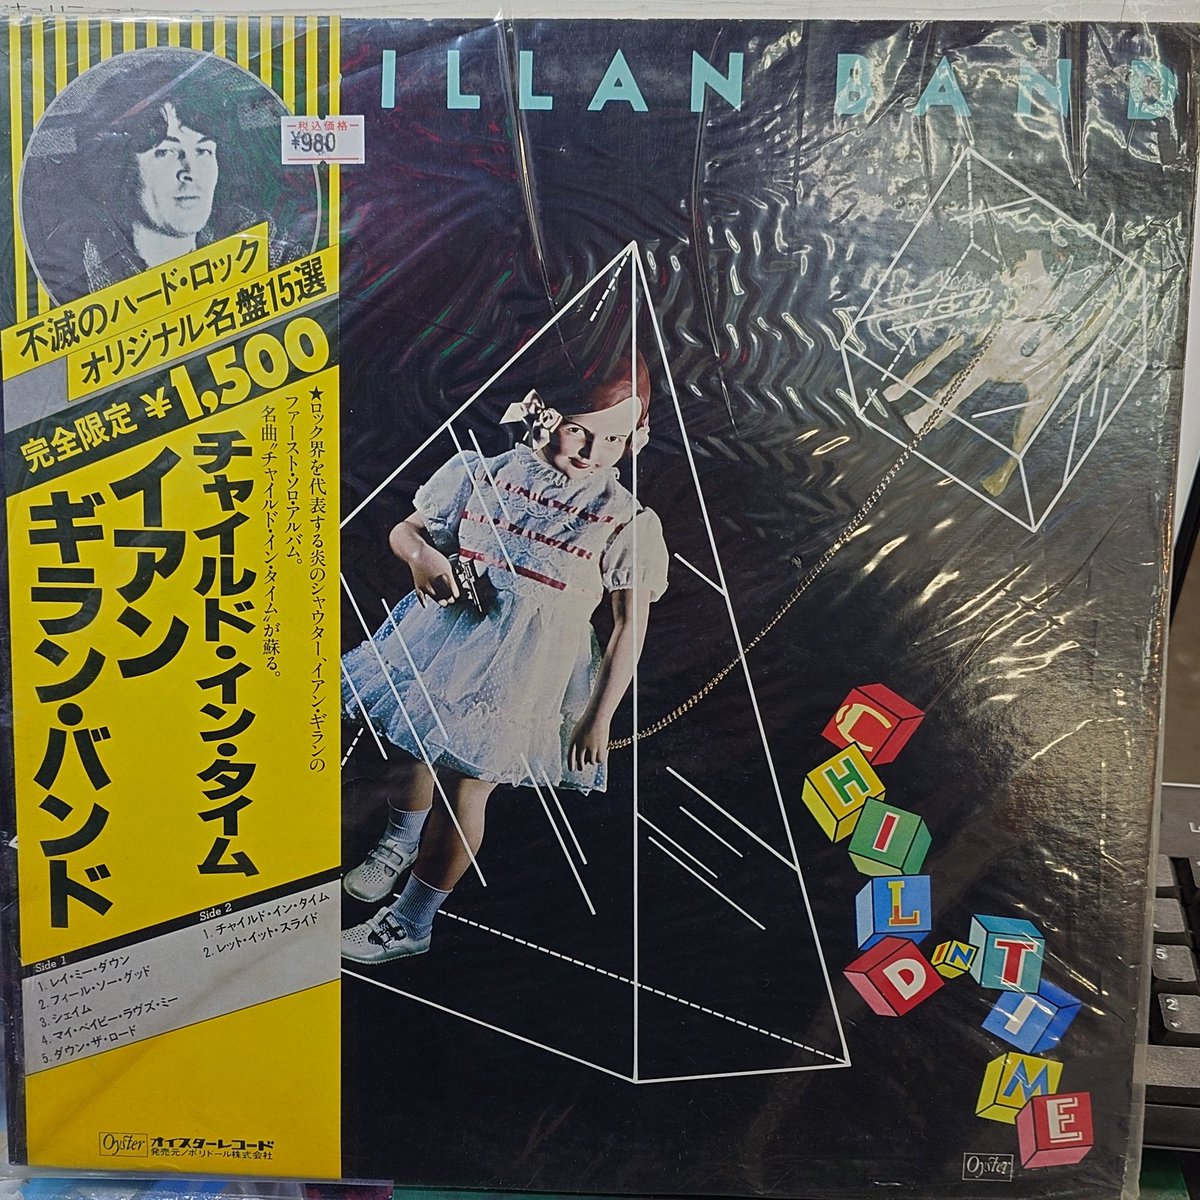 ILLAN BAND
税込価格
¥980
不滅のハード・ロック
オリジナル名盤15選
完全限定 ¥1,500
★ロック界を代表する炎のシャウター、イアン・ギランの
ファースト・ソロ・アルバム。
名曲"チャイルド・イン・タイム"が蘇る。
チャイルド・イン・タイム
イアン
ギラン・バンド
Side 1
1. レイ・ミー・ダウン
2. フィール・ソー・グッド
3. シェイム
4. マイ・ベイビー・ラヴズ・ミー
5. ダウン・ザ・ロード
Side 2
1. チャイルド・イン・タイム
2. レット・イット・スライド
Oyster オイスターレコード
発売元/ポリドール株式会社
CHILD
IN
TIME
Oyster
5
2